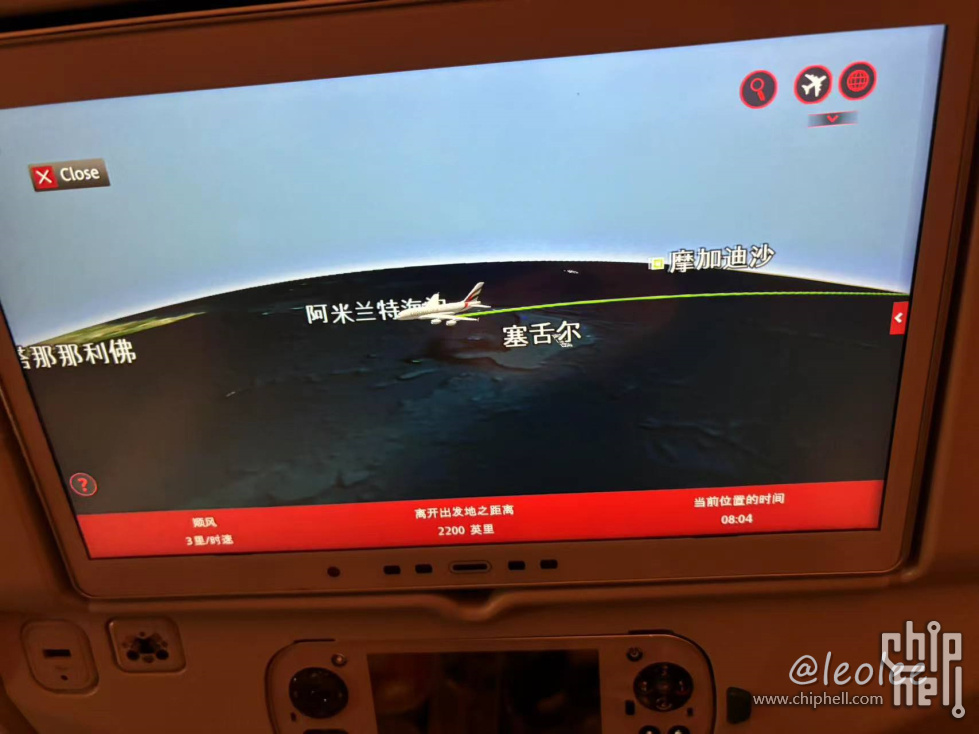 Close
摩加迪沙
阿米兰特海
塞舌尔
那那利佛
?
顺风
3里/时速
离开出发地之距离
2200 英里
当前位置的时间
08:04
@leolee
www.chiphell.com
chip
hell